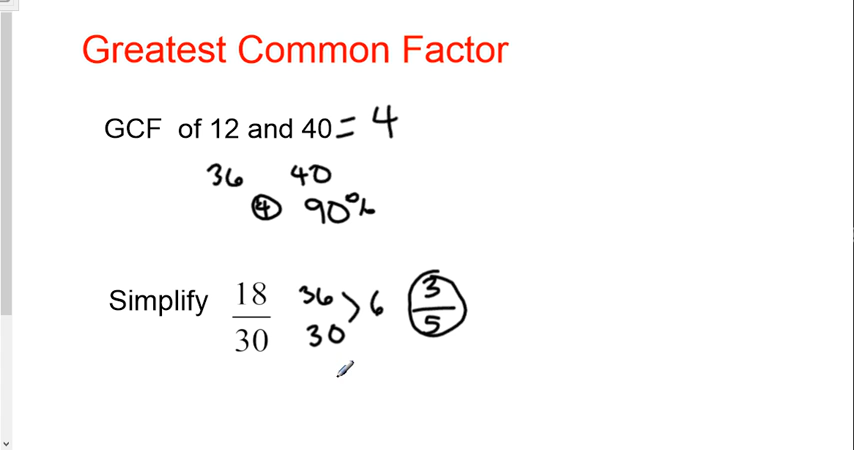 Greatest Common Factor
GCF of 12 and 40 = 4
36 40
4 90%
Simplify 18/30 36 30 > 6 3/5